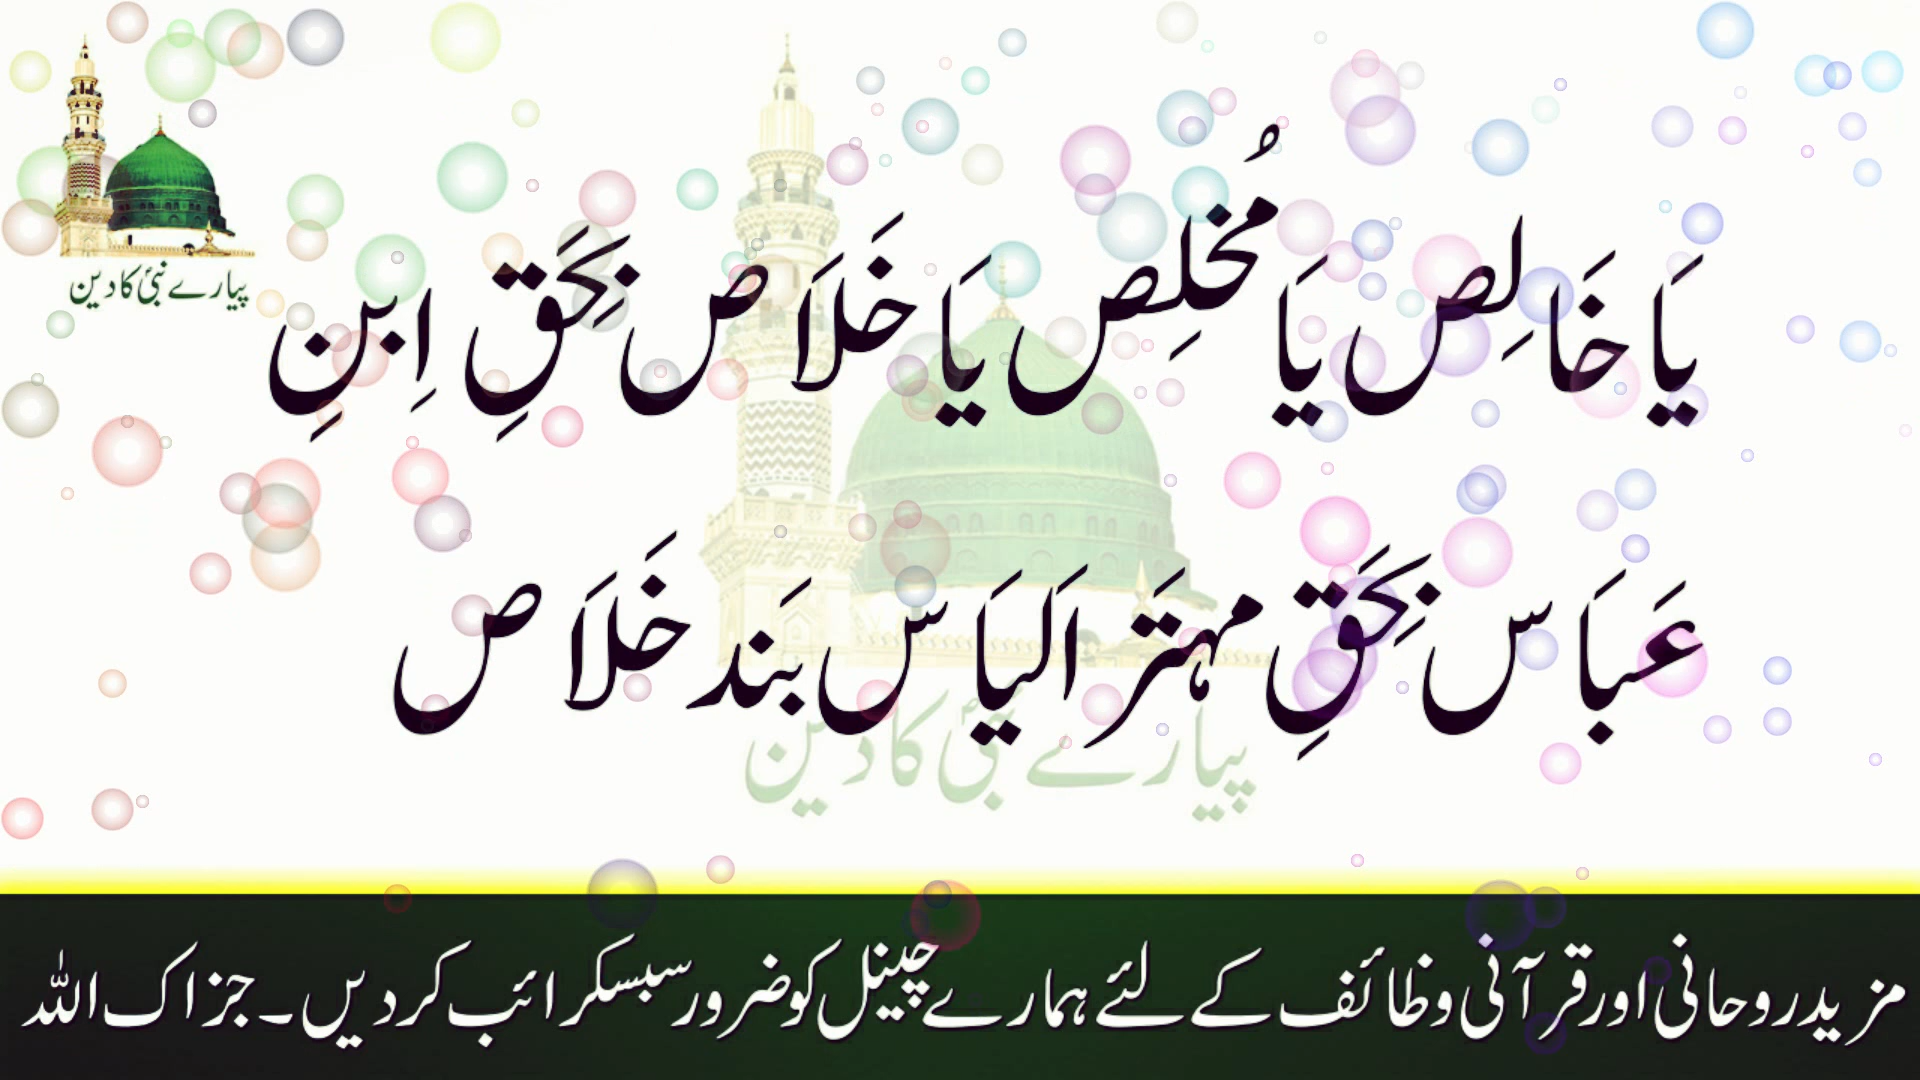 پیارے نبیؐ کا دین
یَا خَالِص یَا مُخلِص یَا خَلَاص بَحَقِ اِبنِ
عَبَاس بَحَقِ مہتَر اَلیَاس بَند خَلَاص
پیارے نبیؐ کا دین
مزید روحانی اور قرآنی وظائف کے لئے ہمارے چینل کو ضرور سبسکرائب کر دیں۔ جزاک اللہ